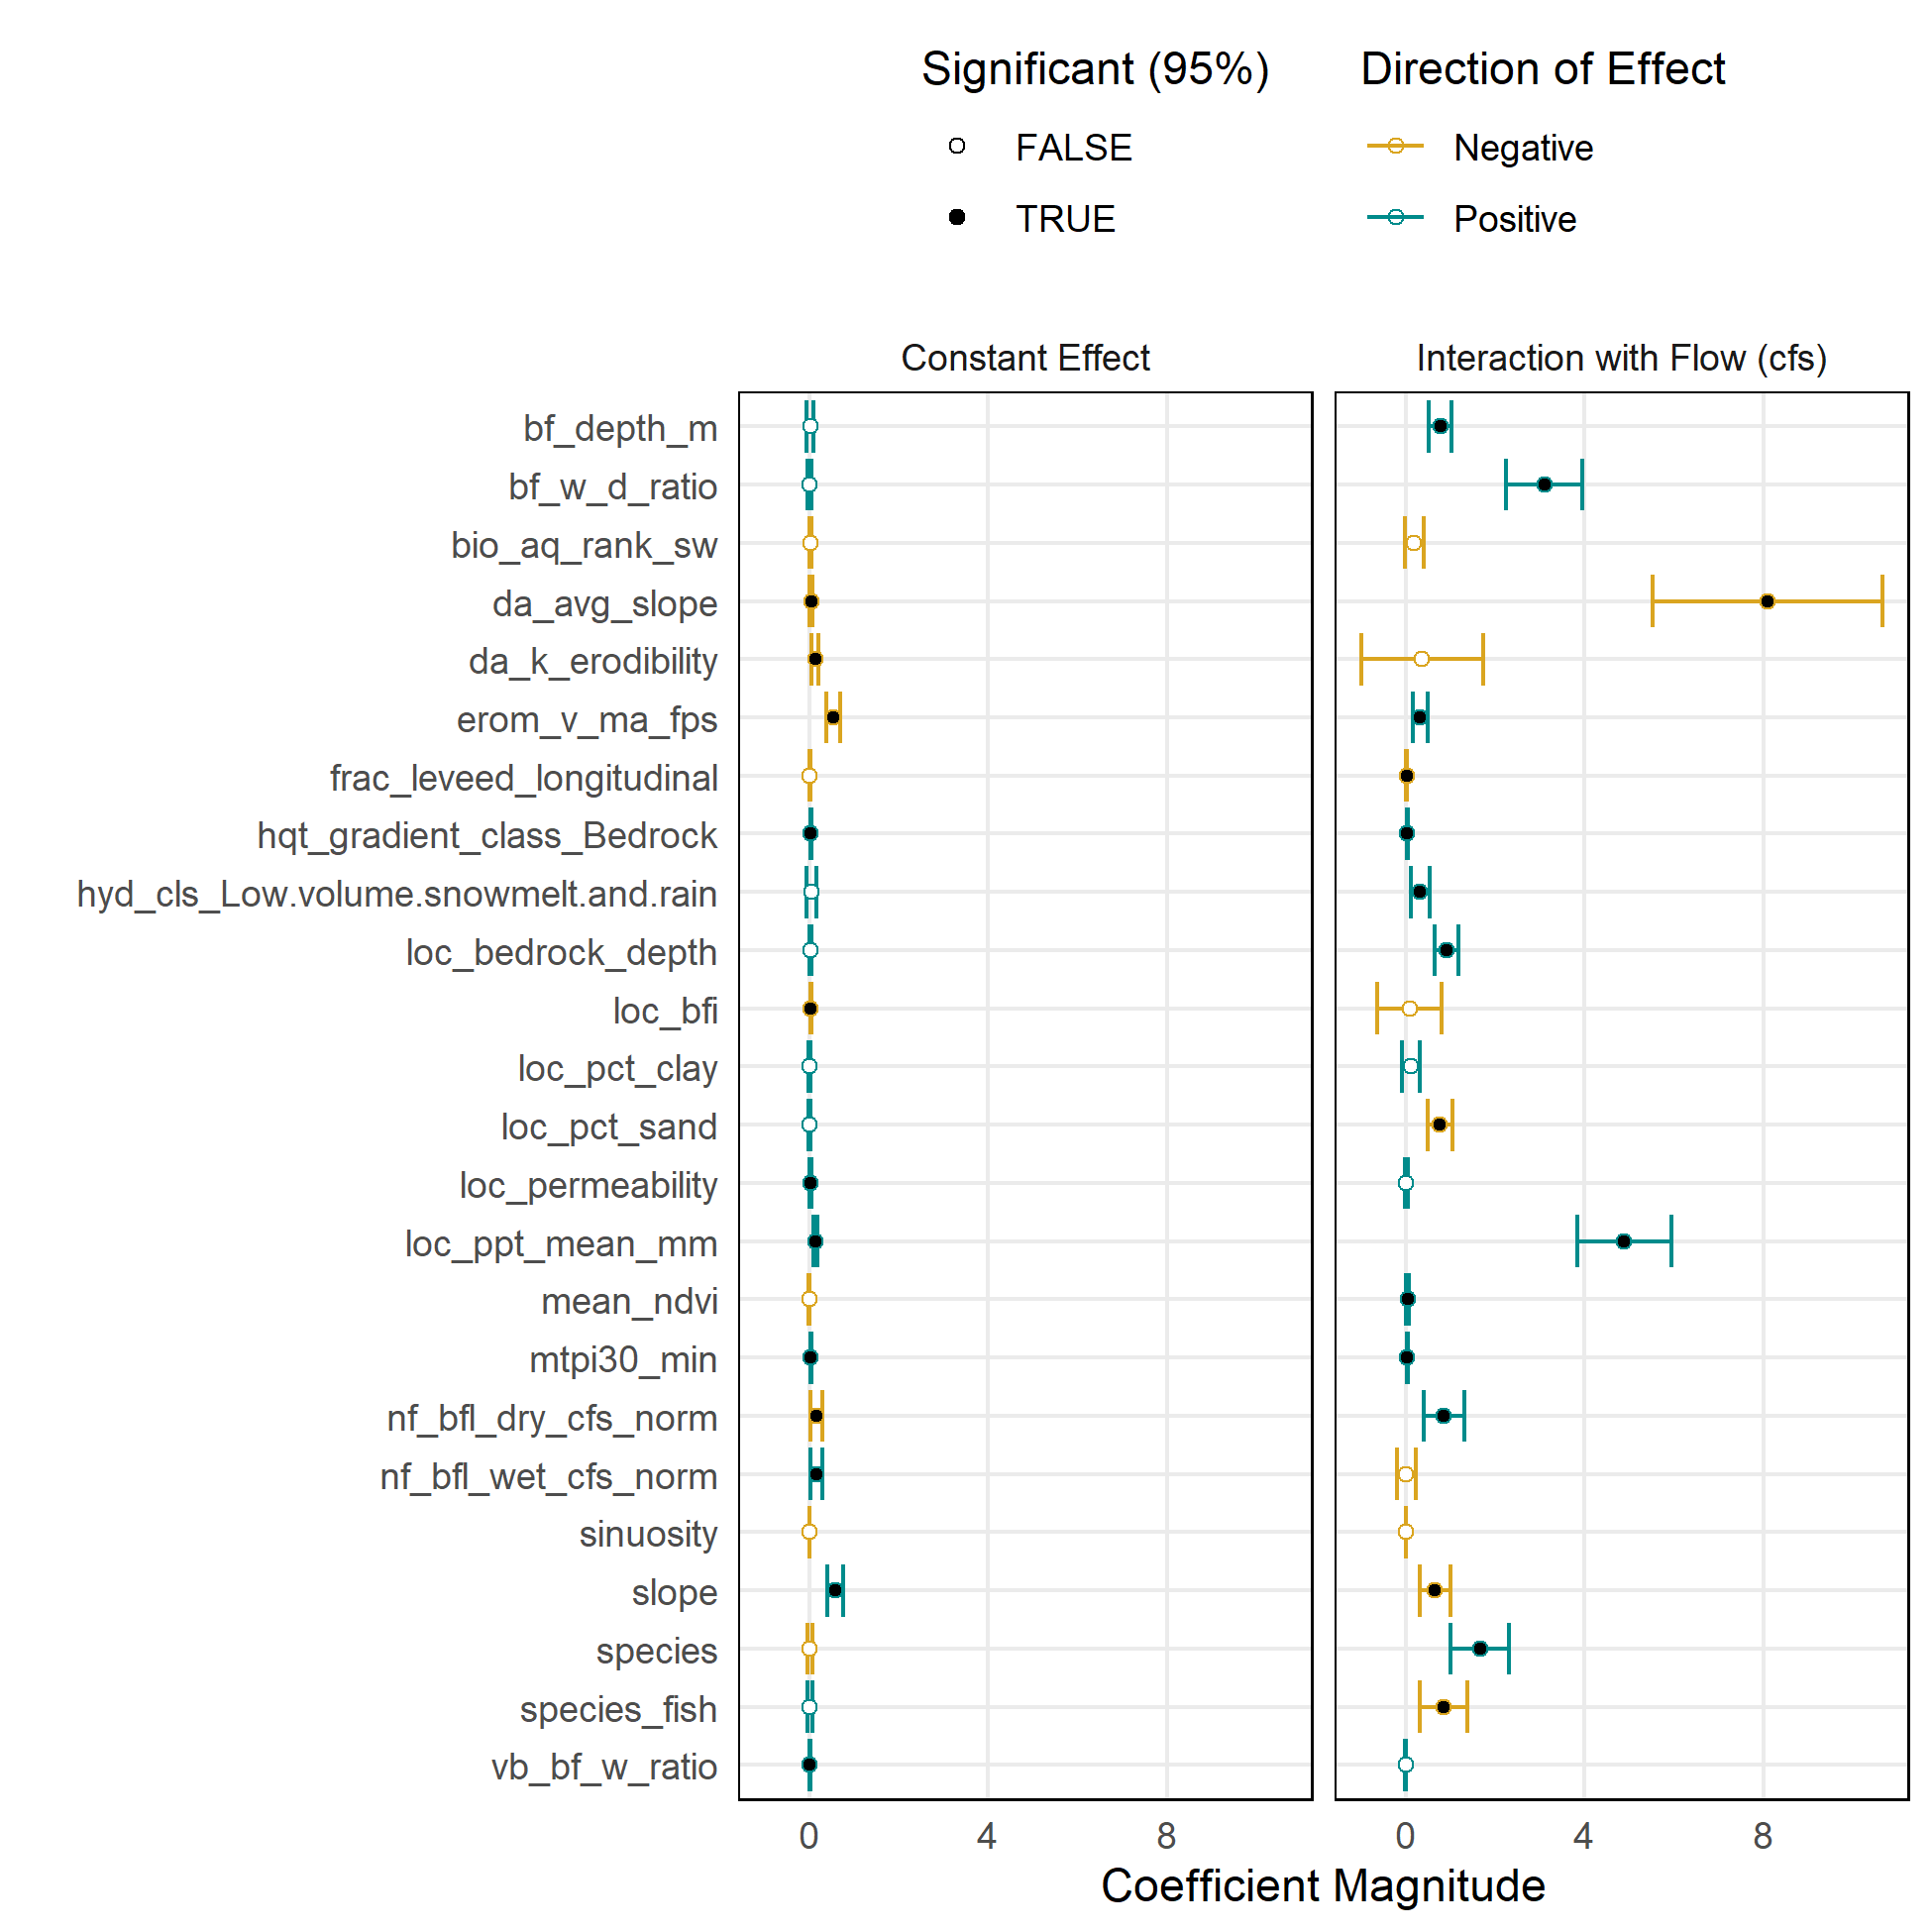 Significant (95%)
FALSE
TRUE
Direction of Effect
Negative
Positive
Constant Effect
Interaction with Flow (cfs)
bf_depth_m
bf_w_d_ratio
bio_aq_rank_sw
da_avg_slope
da_k_erodibility
erom_v_ma_fps
frac_leveed_longitudinal
hqt_gradient_class_Bedrock
hyd_cls_Low.volume.snowmelt.and.rain
loc_bedrock_depth
loc_bfi
loc_pct_clay
loc_pct_sand
loc_permeability
loc_ppt_mean_mm
mean_ndvi
mtpi30_min
nf_bfl_dry_cfs_norm
nf_bfl_wet_cfs_norm
sinuosity
slope
species
species_fish
vb_bf_w_ratio
0 4 8
0 4 8
Coefficient Magnitude